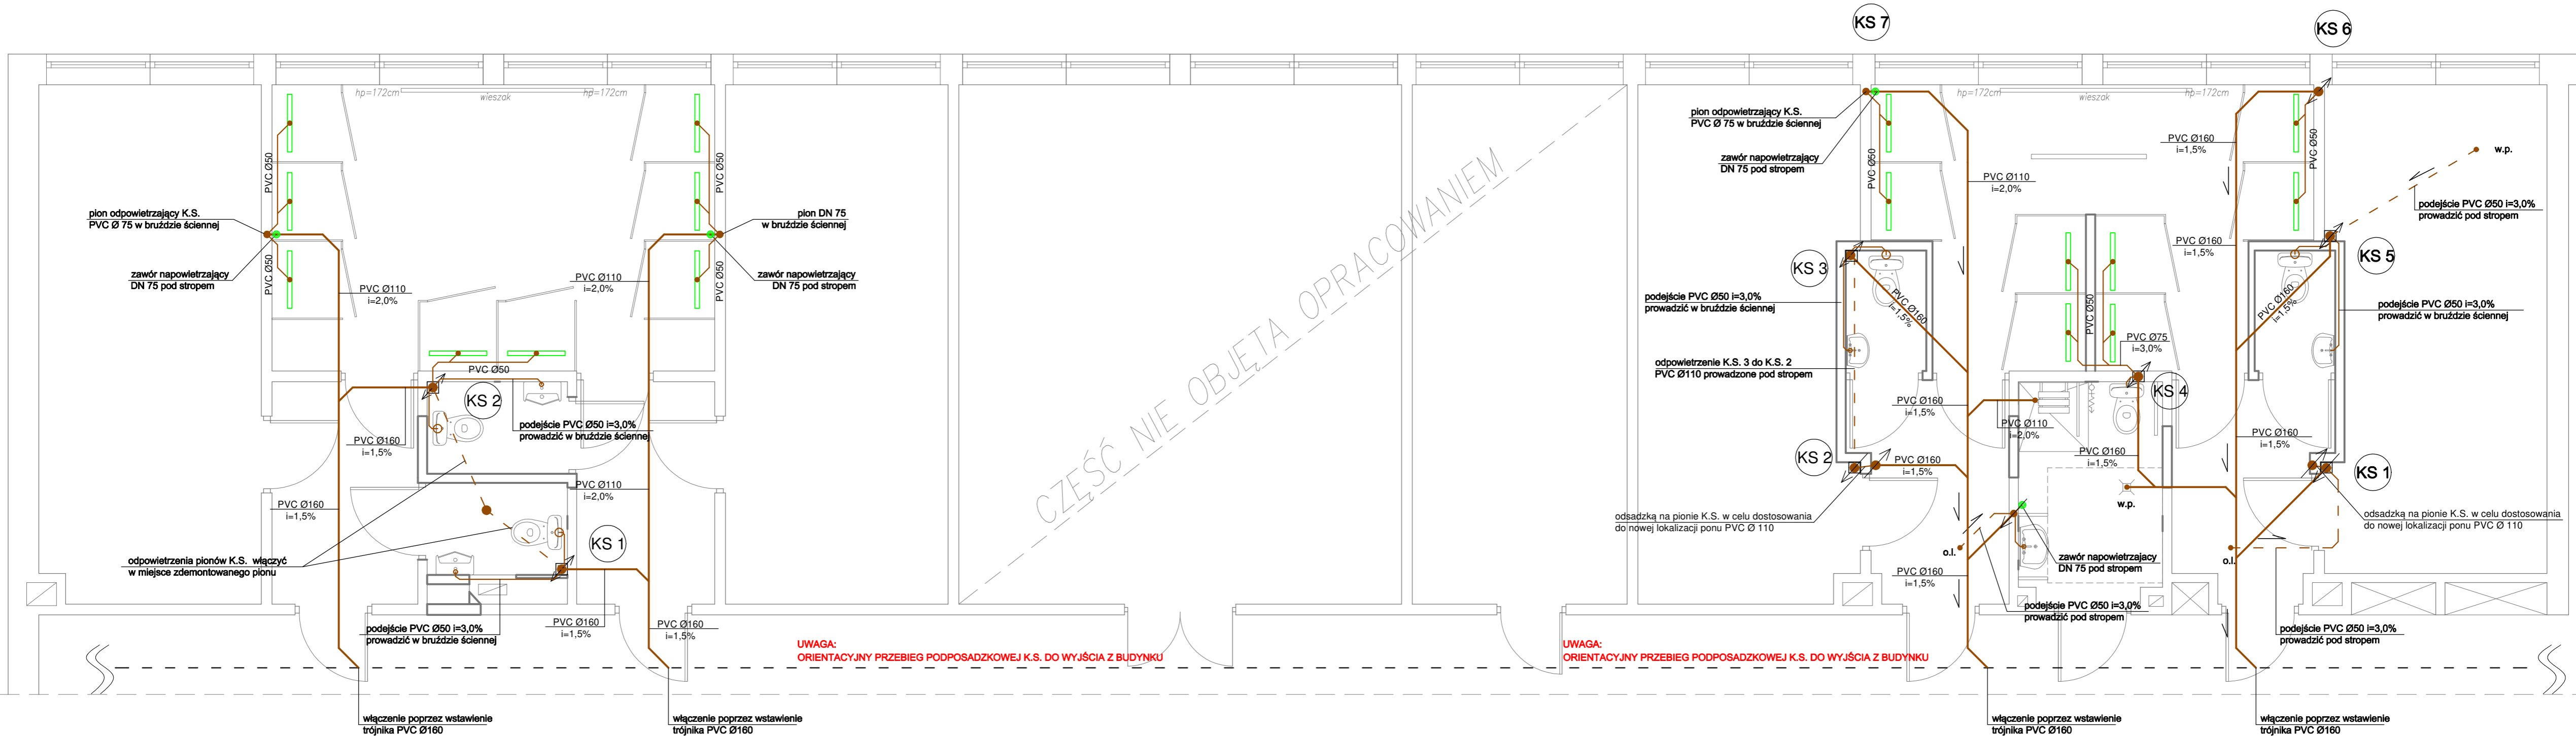 KS 7
KS 6
hp=172cm
wieszak
hp=172cm
PVC Ø50
PVC Ø50
pion odpowietrzający K.S.
PVC Ø 75 w bruździe ściennej
zawór napowietrzający
DN 75 pod stropem
PVC Ø50
PVC Ø50
PVC Ø110
i=2,0%
PVC Ø110
i=2,0%
pion DN 75
w bruździe ściennej
zawór napowietrzający
DN 75 pod stropem
PVC Ø50
KS 2
podejście PVC Ø50 i=3,0%
prowadzić w bruździe ściennej
PVC Ø160
i=1,5%
PVC Ø160
i=1,5%
PVC Ø110
i=2,0%
KS 1
odpowietrzenia pionów K.S. włączyć
w miejsce zdemontowanego pionu
podejście PVC Ø50 i=3,0%
prowadzić w bruździe ściennej
PVC Ø160
i=1,5%
PVC Ø160
i=1,5%
włączenie poprzez wstawienie
trójnika PVC Ø160
włączenie poprzez wstawienie
trójnika PVC Ø160
UWAGA:
ORIENTACYJNY PRZEBIEG PODPOSADZKOWEJ K.S. DO WYJŚCIA Z BUDYNKU
CZĘŚĆ NIE OBJĘTA OPRACOWANIEM
UWAGA:
ORIENTACYJNY PRZEBIEG PODPOSADZKOWEJ K.S. DO WYJŚCIA Z BUDYNKU
pion odpowietrzający K.S.
PVC Ø 75 w bruździe ściennej
zawór napowietrzający
DN 75 pod stropem
PVC Ø50
hp=172cm
wieszak
hp=172cm
PVC Ø110
i=2,0%
PVC Ø160
i=1,5%
PVC Ø50
w.p.
podejście PVC Ø50 i=3,0%
prowadzić pod stropem
KS 3
KS 5
PVC Ø160
i=1,5%
podejście PVC Ø50 i=3,0%
prowadzić w bruździe ściennej
PVC Ø160
i=1,5%
PVC Ø50
PVC Ø75
i=3,0%
PVC Ø160
i=1,5%
podejście PVC Ø50 i=3,0%
prowadzić w bruździe ściennej
odpowietrzenie K.S. 3 do K.S. 2
PVC Ø110 prowadzone pod stropem
KS 4
PVC Ø160
i=1,5%
PVC Ø110
i=2,0%
PVC Ø160
i=1,5%
KS 2
PVC Ø160
i=1,5%
PVC Ø160
i=1,5%
KS 1
w.p.
odsadzką na pionie K.S. w celu dostosowania
do nowej lokalizacji ponu PVC Ø 110
odsadzką na pionie K.S. w celu dostosowania
do nowej lokalizacji ponu PVC Ø 110
o.l.
zawór napowietrzajacy
DN 75 pod stropem
o.l.
PVC Ø160
i=1,5%
podejście PVC Ø50 i=3,0%
prowadzić pod stropem
podejście PVC Ø50 i=3,0%
prowadzić pod stropem
włączenie poprzez wstawienie
trójnika PVC Ø160
włączenie poprzez wstawienie
trójnika PVC Ø160